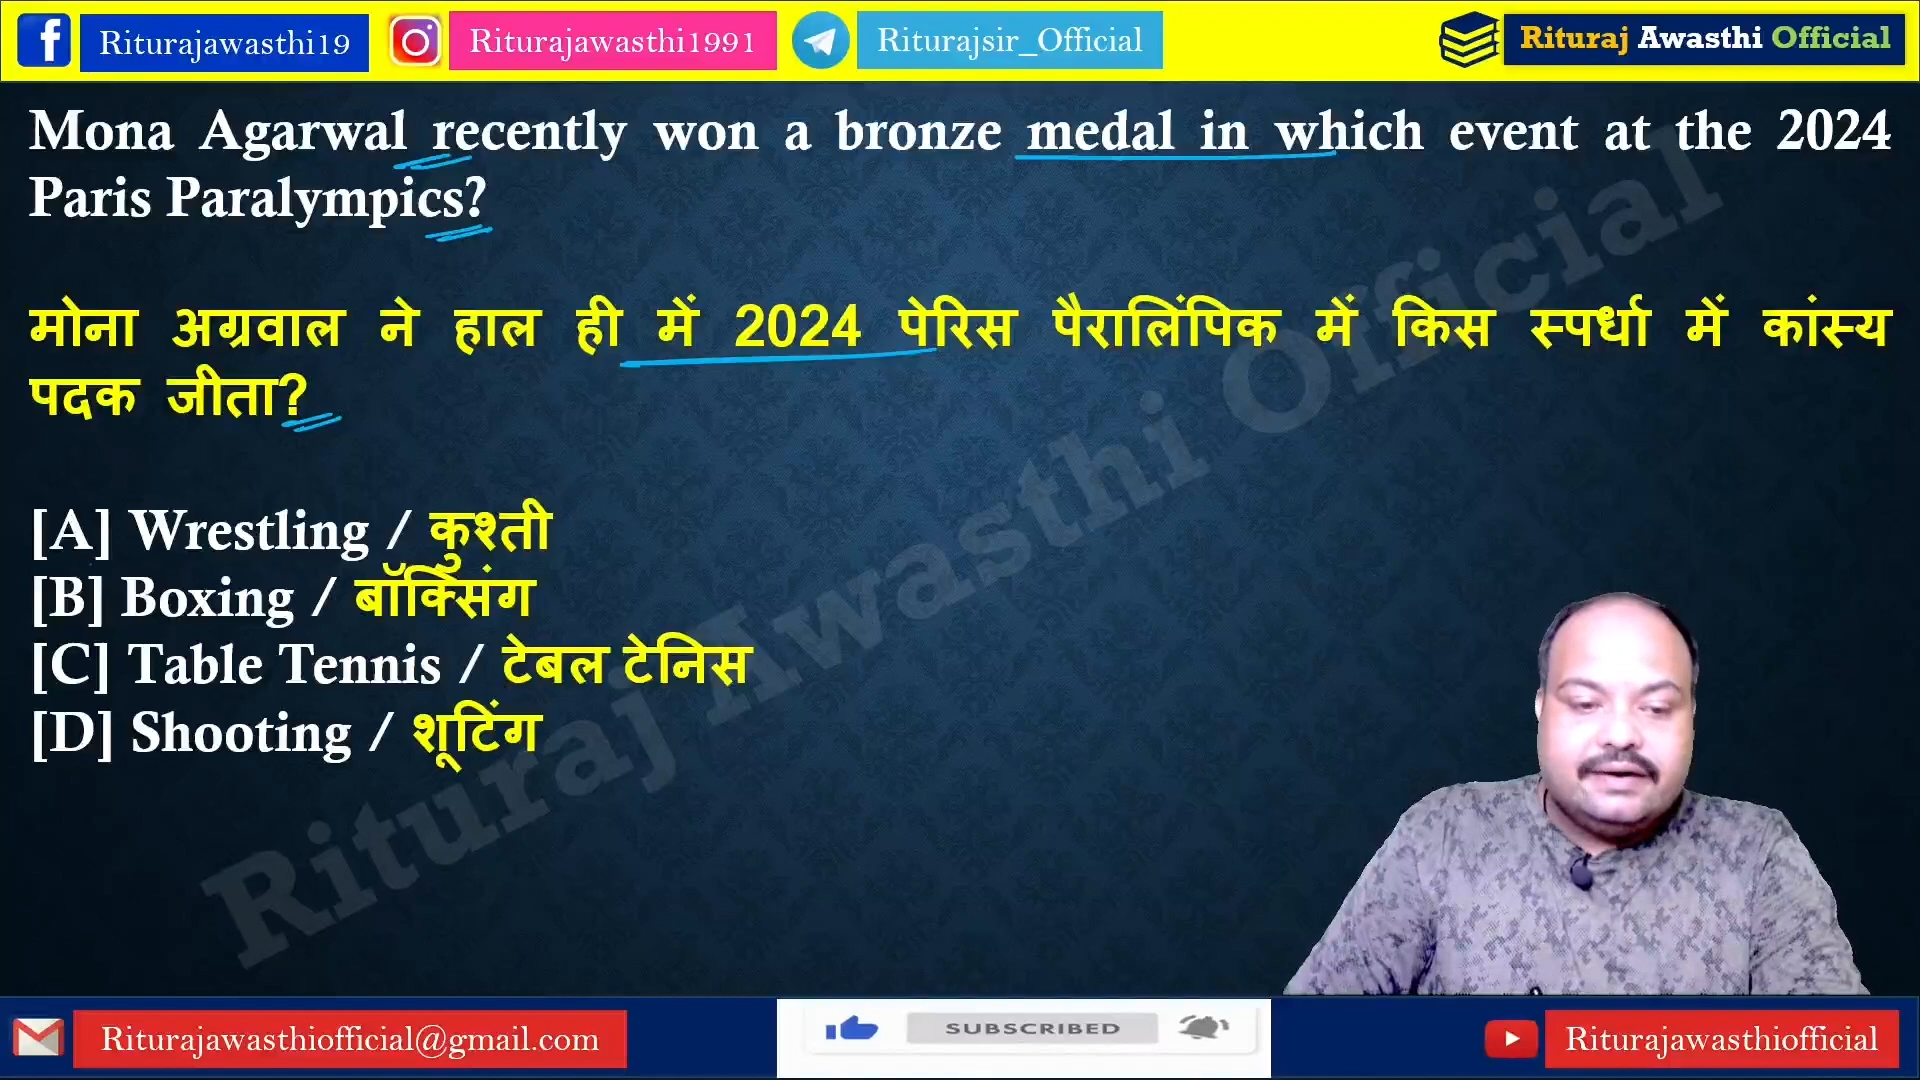 Riturajawasthi19
Riturajawasthi1991
Riturajsir_Official
Rituraj Awasthi Official
Mona Agarwal recently won a bronze medal in which event at the 2024
Paris Paralympics?
मोना अग्रवाल ने हाल ही में 2024 पेरिस पैरालिंपिक में किस स्पर्धा में कांस्य
पदक जीता?
[A] Wrestling / कुश्ती
[B] Boxing / बॉक्सिंग
[C] Table Tennis / टेबल टेनिस
[D] Shooting / शूटिंग
Rituraj Awasthi Official
Riturajawasthiofficial@gmail.com
SUBSCRIBED
Riturajawasthiofficial